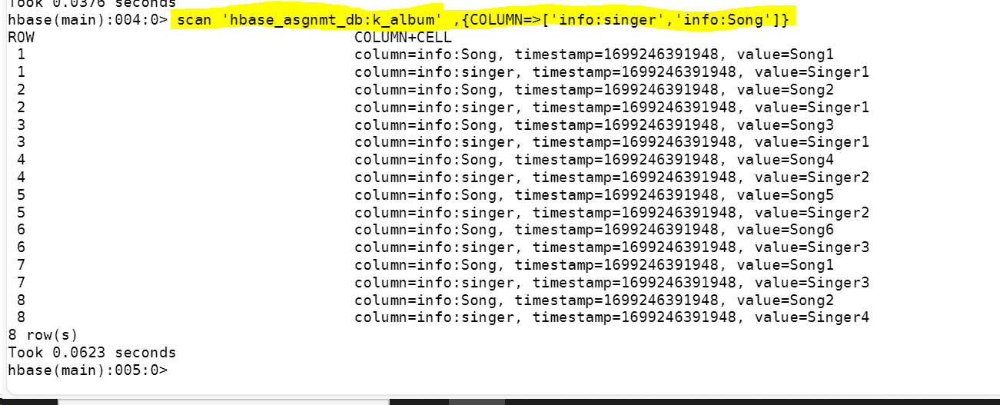 Took 0.0376 seconds
hbase(main):004:0> scan 'hbase_asgnmt_db:k_album' ,{COLUMN=>['info:singer','info:Song']}
ROW COLUMN+CELL
1 column=info:Song, timestamp=1699246391948, value=Song1
1 column=info:singer, timestamp=1699246391948, value=Singer1
2 column=info:Song, timestamp=1699246391948, value=Song2
2 column=info:singer, timestamp=1699246391948, value=Singer1
3 column=info:Song, timestamp=1699246391948, value=Song3
3 column=info:singer, timestamp=1699246391948, value=Singer1
4 column=info:Song, timestamp=1699246391948, value=Song4
4 column=info:singer, timestamp=1699246391948, value=Singer2
5 column=info:Song, timestamp=1699246391948, value=Song5
5 column=info:singer, timestamp=1699246391948, value=Singer2
6 column=info:Song, timestamp=1699246391948, value=Song6
6 column=info:singer, timestamp=1699246391948, value=Singer3
7 column=info:Song, timestamp=1699246391948, value=Song1
7 column=info:singer, timestamp=1699246391948, value=Singer3
8 column=info:Song, timestamp=1699246391948, value=Song2
8 column=info:singer, timestamp=1699246391948, value=Singer4
8 row(s)
Took 0.0623 seconds
hbase(main):005:0>